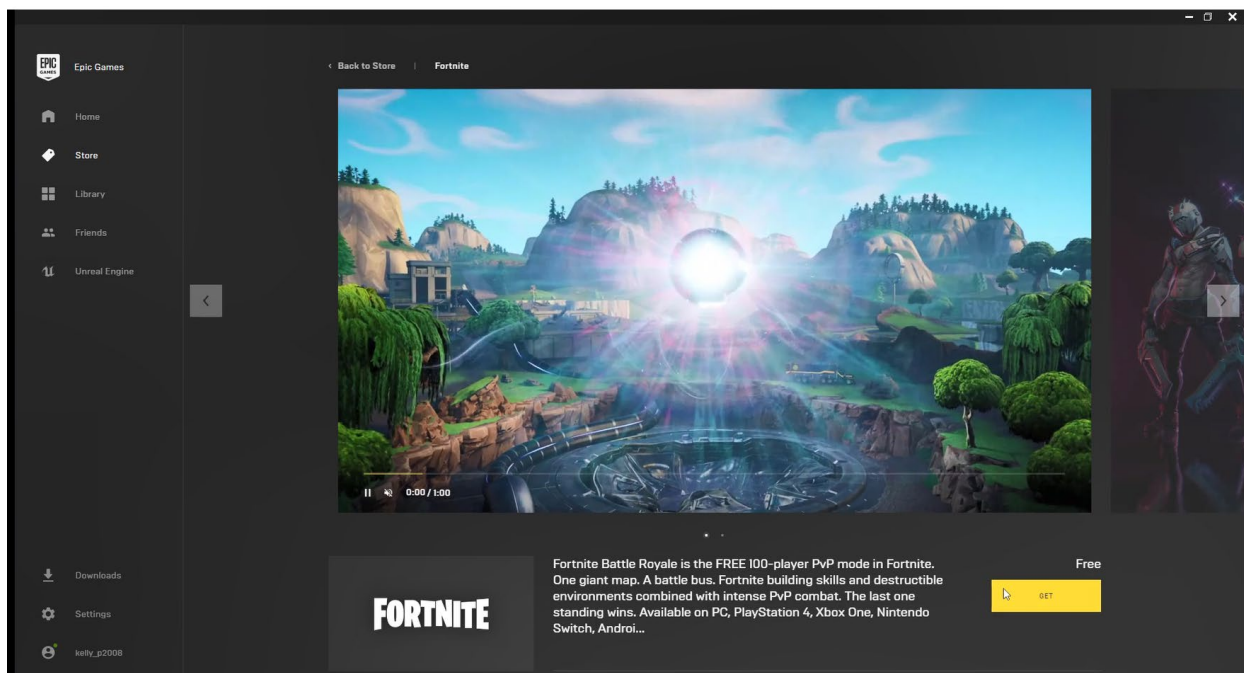 EPIC
GAMES
Epic Games
Home
Store
Library
Friends
Unreal Engine
Downloads
Settings
kelly_p2008
Back to Store | Fortnite
0:00 / 1:00
FORTNITE
Fortnite Battle Royale is the FREE 100-player PvP mode in Fortnite.
One giant map. A battle bus. Fortnite building skills and destructible
environments combined with intense PvP combat. The last one
standing wins. Available on PC, PlayStation 4, Xbox One, Nintendo
Switch, Androi...
Free
GET